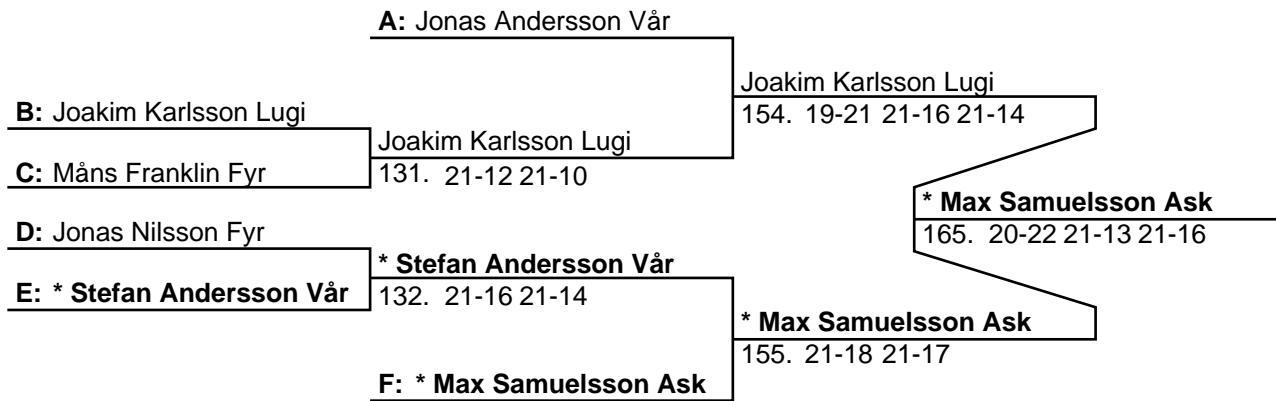 A: Jonas Andersson Vår
Joakim Karlsson Lugi
B: Joakim Karlsson Lugi
154. 19-21 21-16 21-14
Joakim Karlsson Lugi
C: Måns Franklin Fyr
131. 21-12 21-10
* Max Samuelsson Ask
D: Jonas Nilsson Fyr
165. 20-22 21-13 21-16
* Stefan Andersson Vår
E: * Stefan Andersson Vår
132. 21-16 21-14
* Max Samuelsson Ask
155. 21-18 21-17
F: * Max Samuelsson Ask